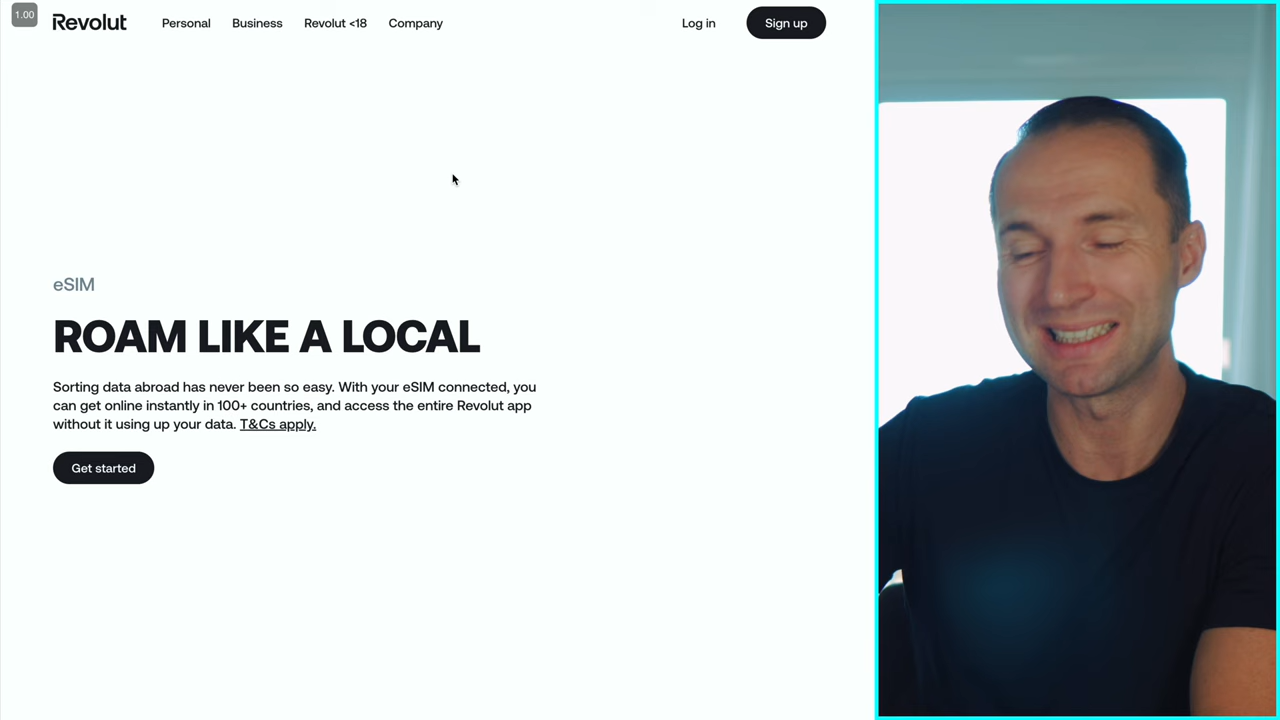 1.00
Revolut
Personal
Business
Revolut <18
Company
Log in
Sign up
eSIM
ROAM LIKE A LOCAL
Sorting data abroad has never been so easy. With your eSIM connected, you
can get online instantly in 100+ countries, and access the entire Revolut app
without it using up your data. T&Cs apply.
Get started